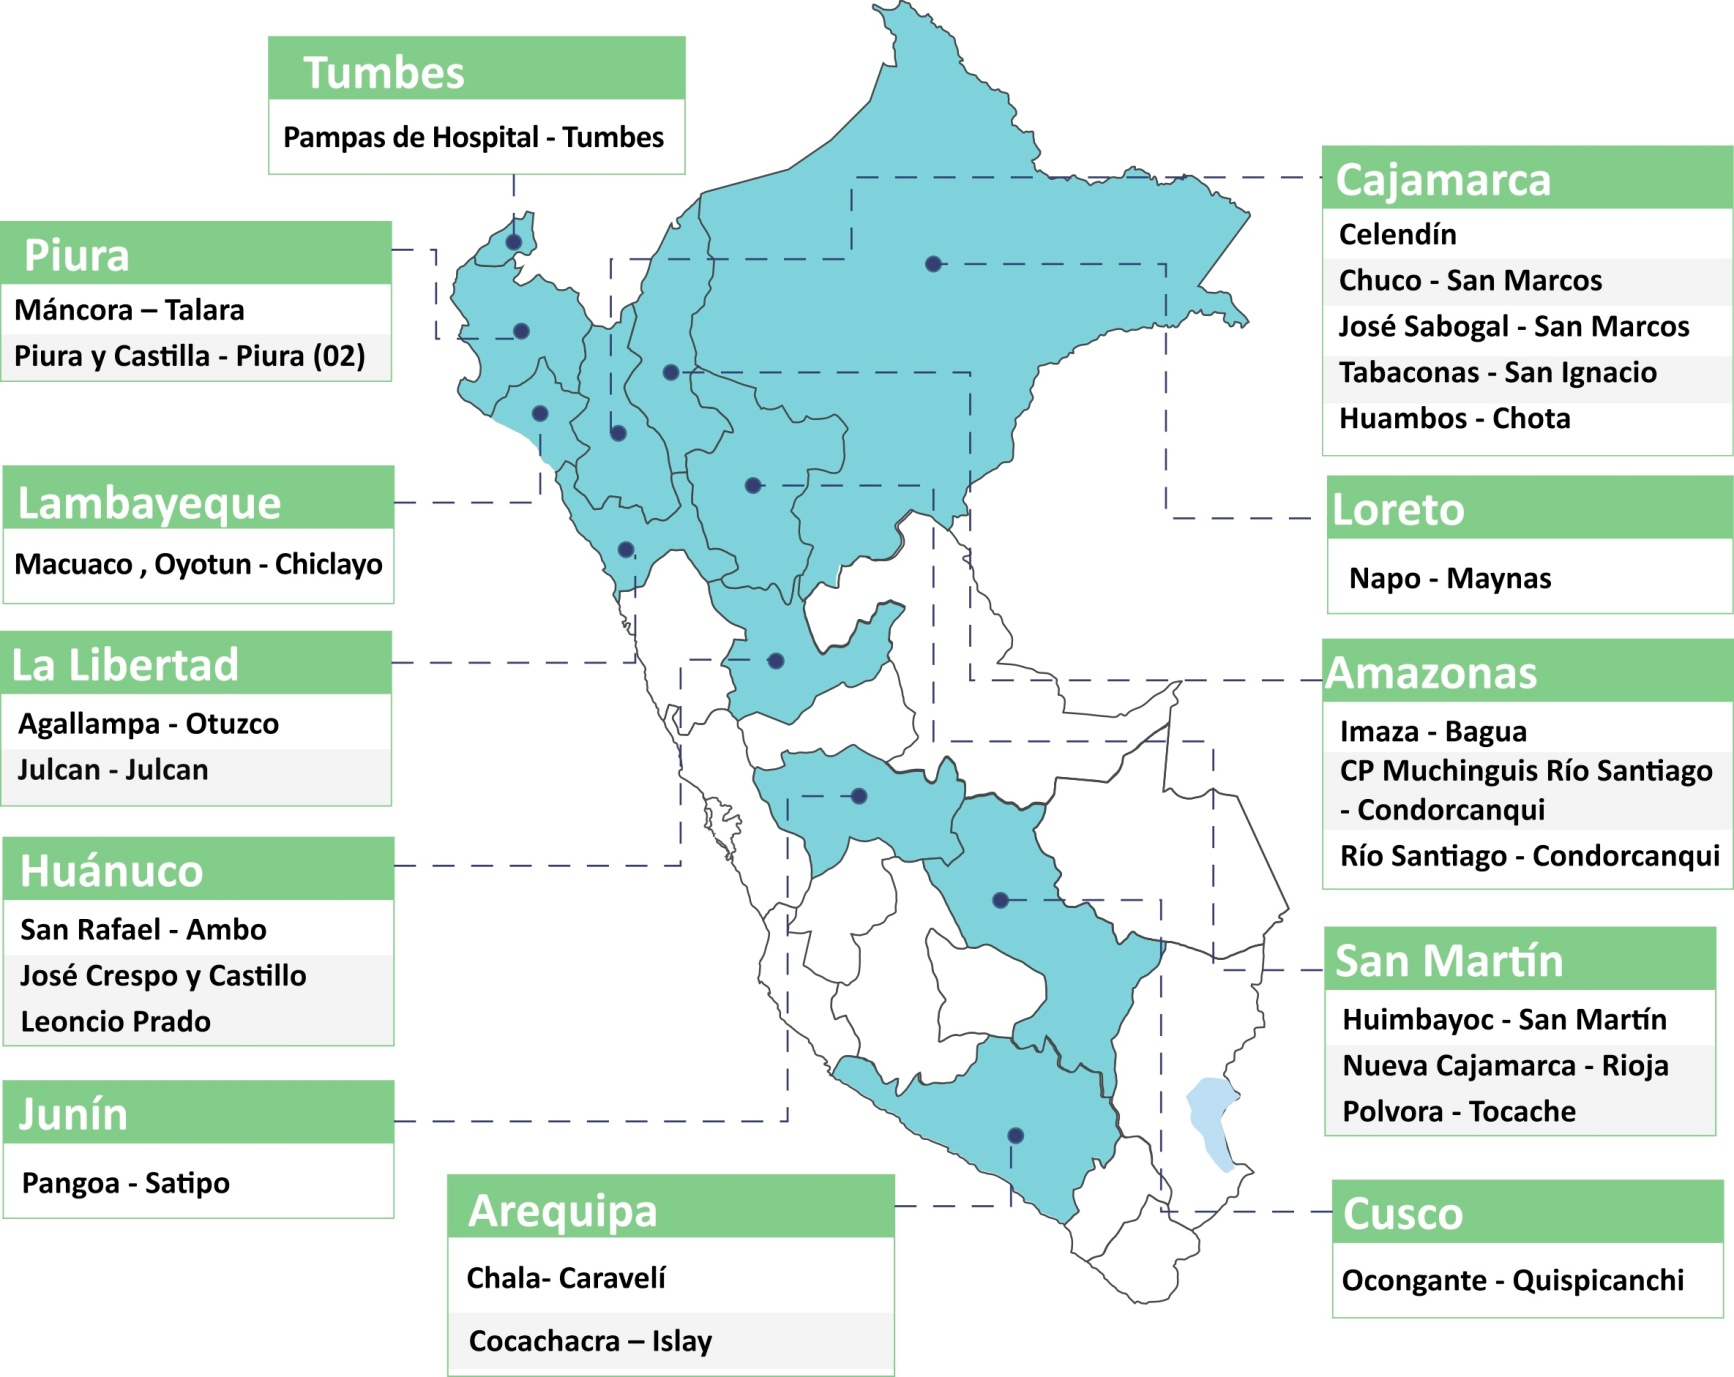 Tumbes
Pampas de Hospital - Tumbes
Piura
Máncora – Talara
Piura y Castilla - Piura (02)
Lambayeque
Macuaco , Oyotun - Chiclayo
La Libertad
Agallampa - Otuzco
Julcan - Julcan
Huánuco
San Rafael - Ambo
José Crespo y Castillo
Leoncio Prado
Junín
Pangoa - Satipo
Arequipa
Chala- Caravelí
Cocachacra – Islay
Cajamarca
Celendín
Chuco - San Marcos
José Sabogal - San Marcos
Tabaconas - San Ignacio
Huambos - Chota
Loreto
Napo - Maynas
Amazonas
Imaza - Bagua
CP Muchinguis Río Santiago
- Condorcanqui
Río Santiago - Condorcanqui
San Martín
Huimbayoc - San Martín
Nueva Cajamarca - Rioja
Polvora - Tocache
Cusco
Ocongante - Quispicanchi